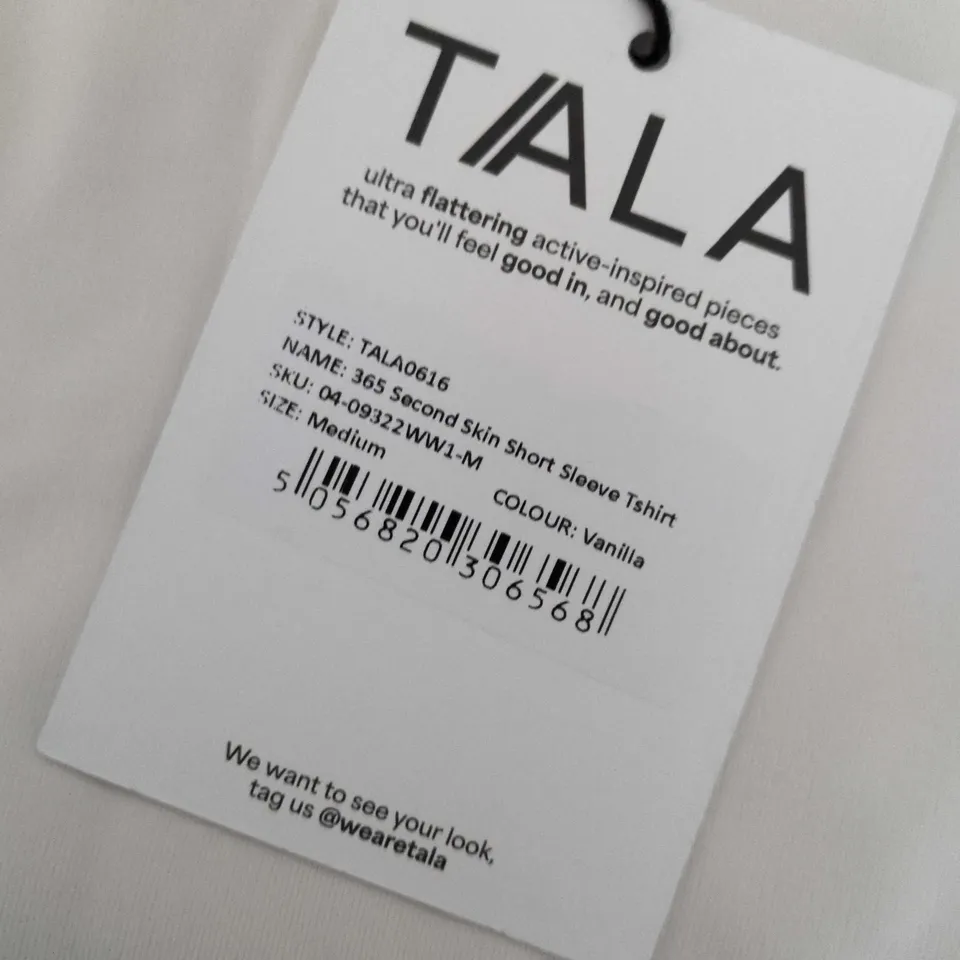 TALA
ultra flattering active-inspired pieces
that you'll feel good in, and good about.
STYLE: TALA0616
NAME: 365 Second Skin Short Sleeve Tshirt
SKU: 04-09322WW1-M
SIZE: Medium
COLOUR: Vanilla
5 056820 306568
We want to see your look,
tag us @wearetala